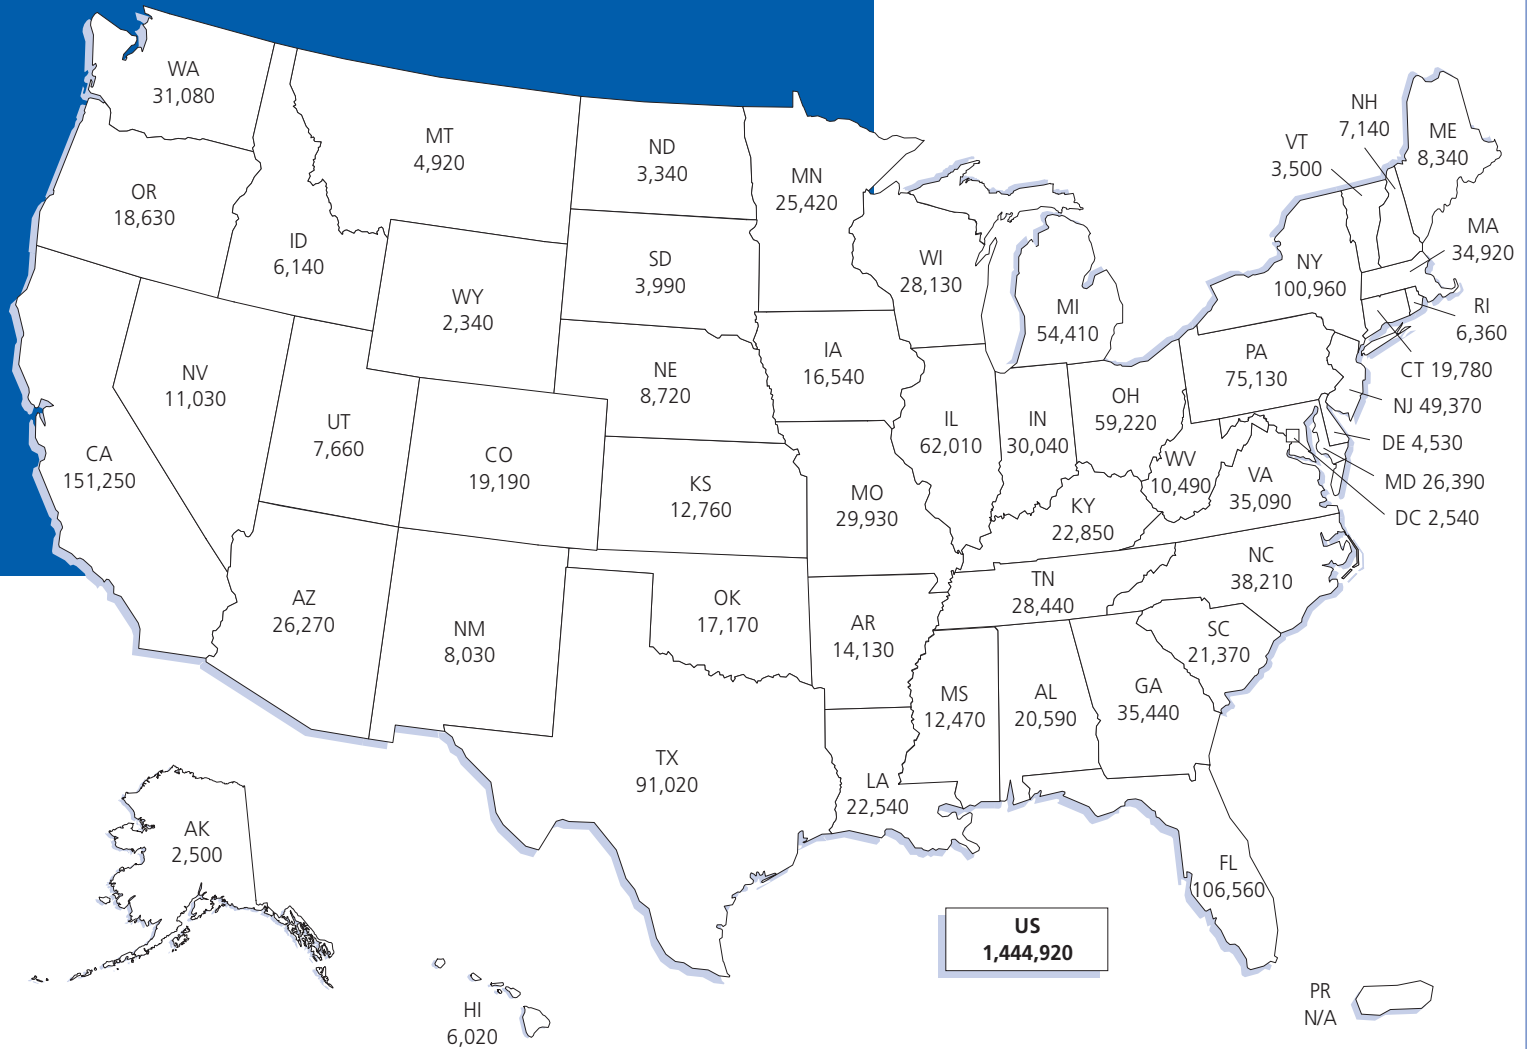 WA
31,080
OR
18,630
CA
151,250
ID
6,140
NV
11,030
MT
4,920
WY
2,340
UT
7,660
AZ
26,270
CO
19,190
NM
8,030
ND
3,340
SD
3,990
NE
8,720
KS
12,760
OK
17,170
TX
91,020
MN
25,420
IA
16,540
MO
29,930
AR
14,130
LA
22,540
WI
28,130
IL
62,010
MI
54,410
IN
30,040
OH
59,220
KY
22,850
TN
28,440
MS
12,470
AL
20,590
GA
35,440
FL
106,560
SC
21,370
NC
38,210
VA
35,090
WV
10,490
PA
75,130
NY
100,960
VT
3,500
NH
7,140
ME
8,340
MA
34,920
RI
6,360
CT 19,780
NJ 49,370
DE 4,530
MD 26,390
DC 2,540
AK
2,500
HI
6,020
US
1,444,920
PR
N/A